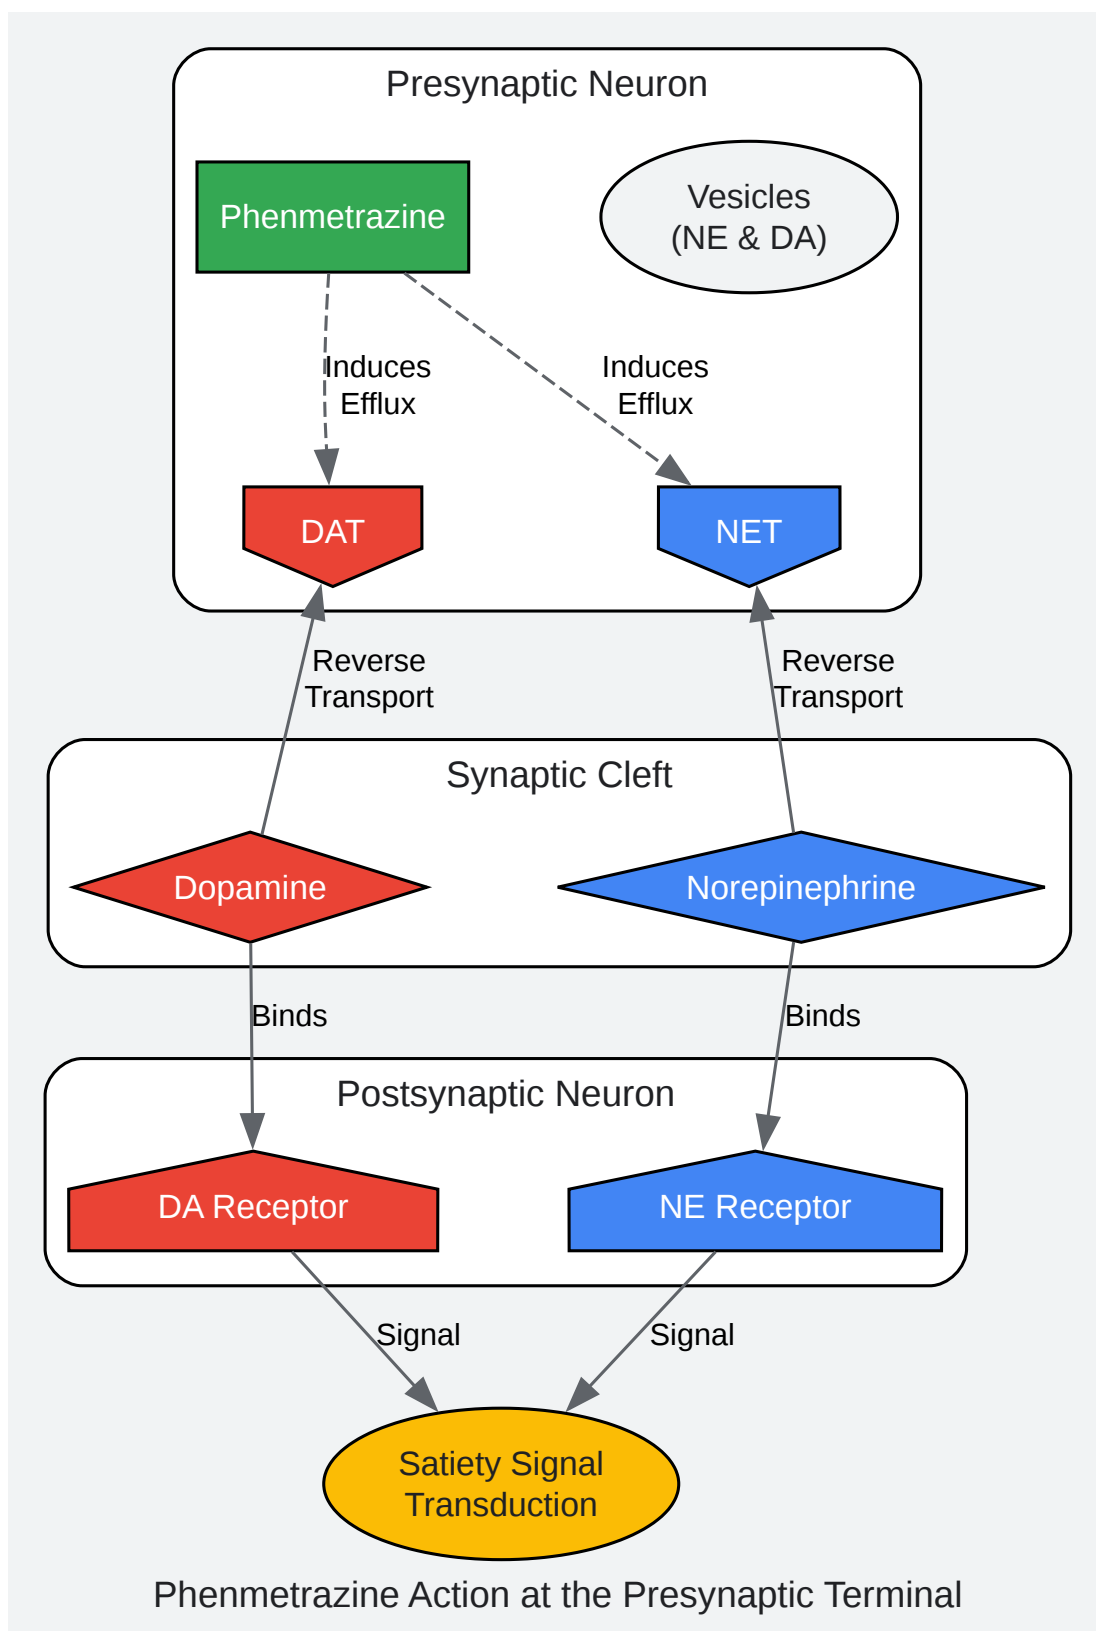 Presynaptic Neuron
Phenmetrazine
Vesicles
(NE & DA)
Induces
Efflux
Induces
Efflux
DAT
NET
Reverse
Transport
Reverse
Transport
Synaptic Cleft
Dopamine
Norepinephrine
Binds
Binds
Postsynaptic Neuron
DA Receptor
NE Receptor
Signal
Signal
Satiety Signal
Transduction
Phenmetrazine Action at the Presynaptic Terminal